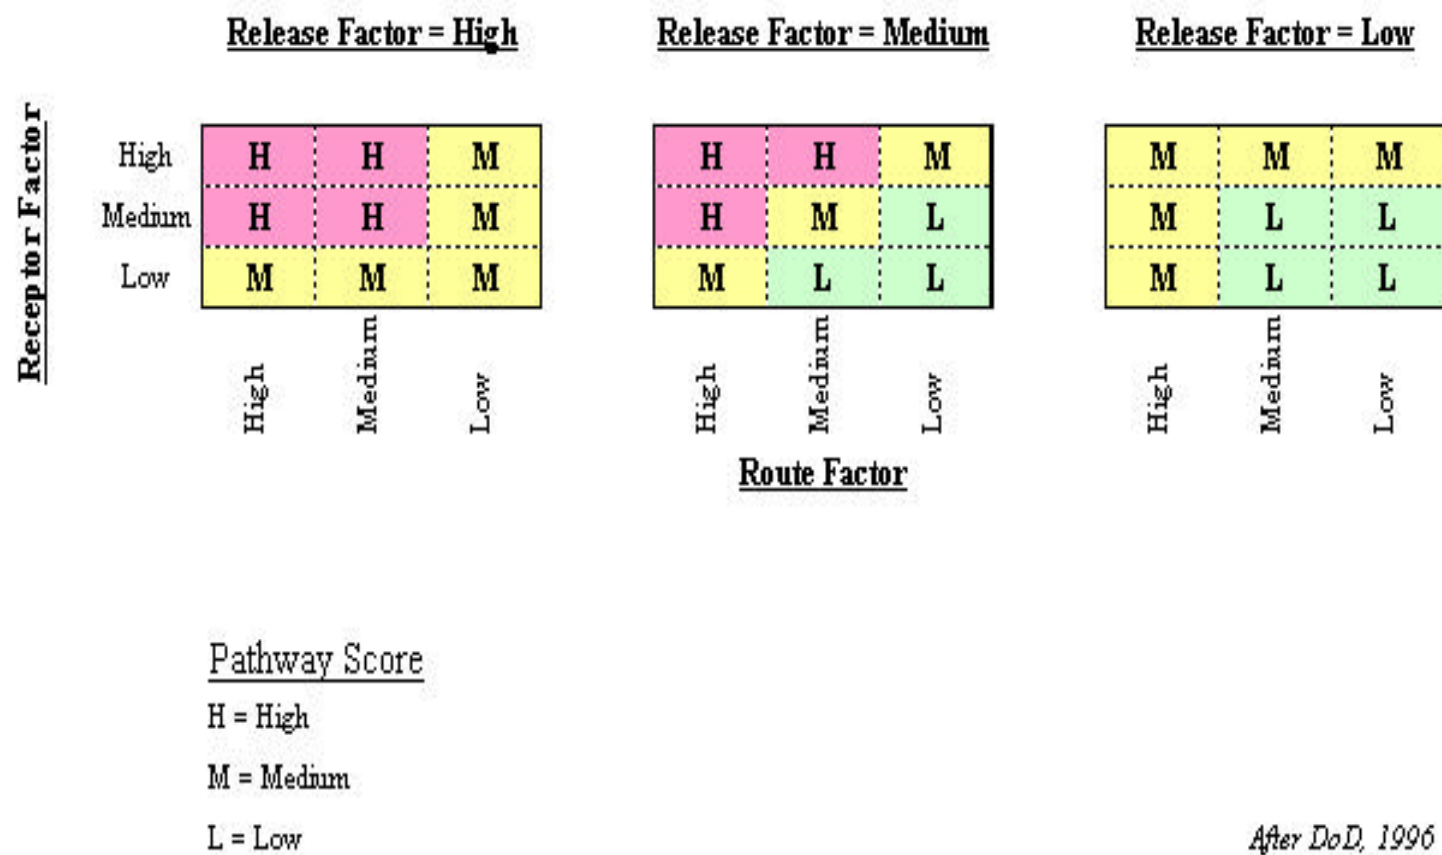 Release Factor = High Release Factor = Medium Release Factor = Low
Receptor Factor
High H H M H H M M M M
Medium H H M H M L M L L
Low M M M M L L M L L
High Medium Low High Medium Low High Medium Low
Route Factor
Pathway Score
H = High
M = Medium
L = Low
After DoD, 1996